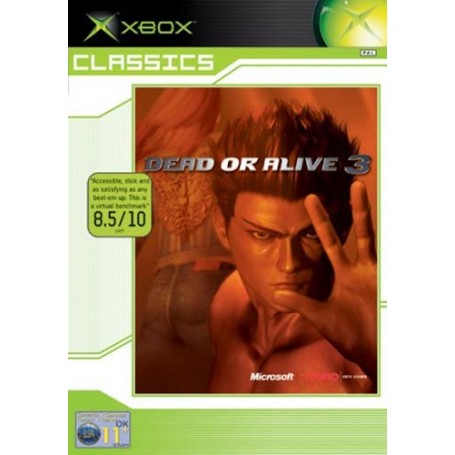 XBOX
PAL
CLASSICS
DEAD OR ALIVE 3
"Accessible, slick and
as satisfying as any
beat-em up. This is
a virtual benchmark"
8.5/10
Microsoft
11+